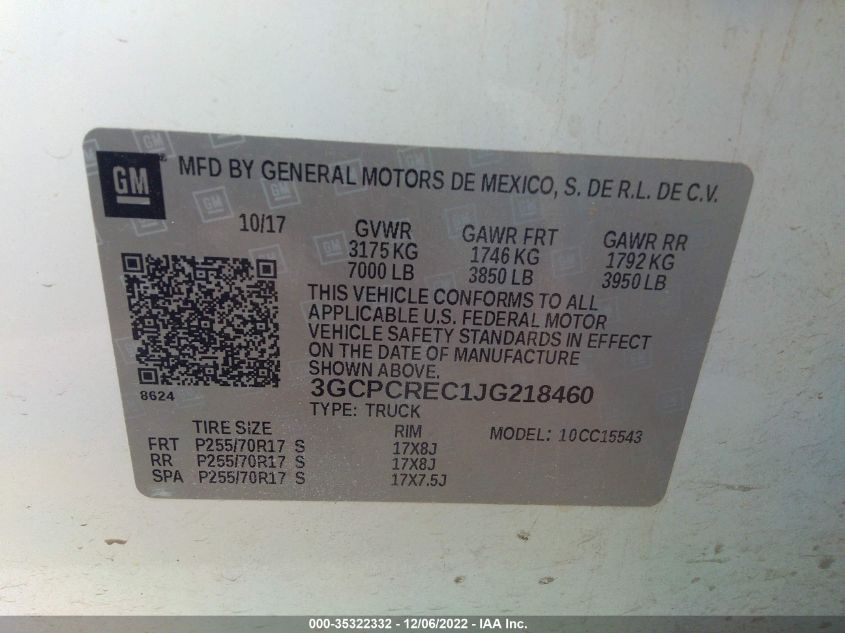 GM
MFD BY GENERAL MOTORS DE MEXICO, S. DE R.L. DE C.V.
10/17
GVWR GAWR FRT GAWR RR
3175 KG 1746 KG 1792 KG
7000 LB 3850 LB 3950 LB
THIS VEHICLE CONFORMS TO ALL
APPLICABLE U.S. FEDERAL MOTOR
VEHICLE SAFETY STANDARDS IN EFFECT
ON THE DATE OF MANUFACTURE
SHOWN ABOVE.
8624
3GCPCREC1JG218460
TYPE: TRUCK
TIRE SIZE RIM MODEL: 10CC15543
FRT P255/70R17 S 17X8J
RR P255/70R17 S 17X8J
SPA P255/70R17 S 17X7.5J
000-35322332 - 12/06/2022 - IAA Inc.